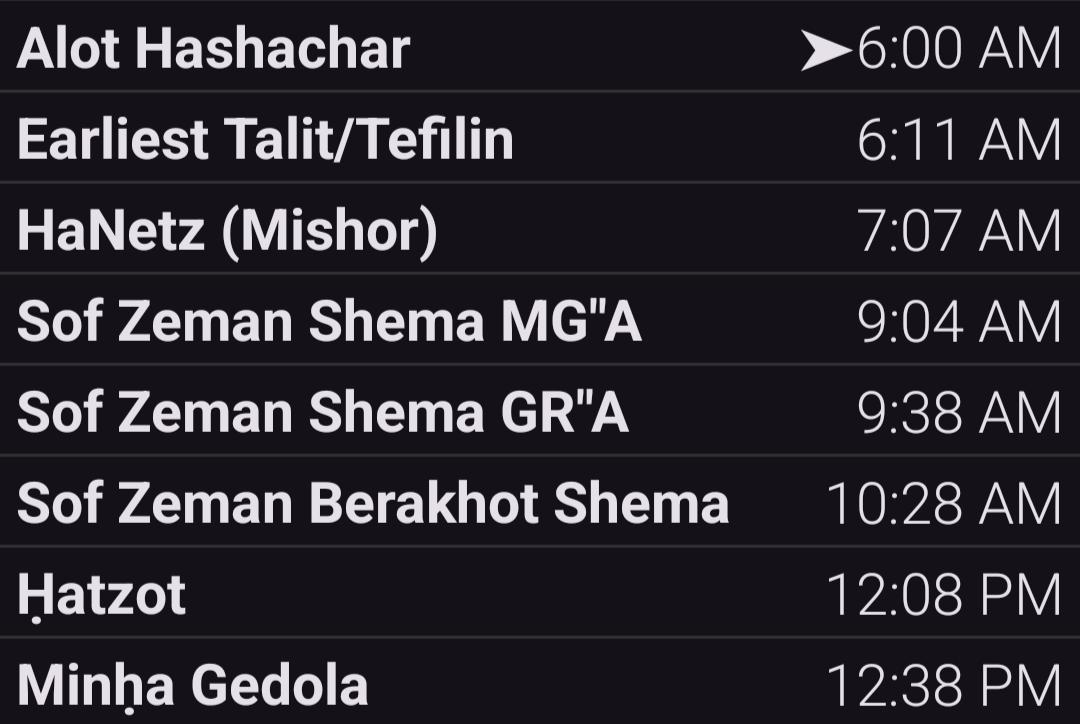 Alot Hashachar ➤6:00 AM
Earliest Talit/Tefilin 6:11 AM
HaNetz (Mishor) 7:07 AM
Sof Zeman Shema MG"A 9:04 AM
Sof Zeman Shema GR"A 9:38 AM
Sof Zeman Berakhot Shema 10:28 AM
Ḥatzot 12:08 PM
Minḥa Gedola 12:38 PM